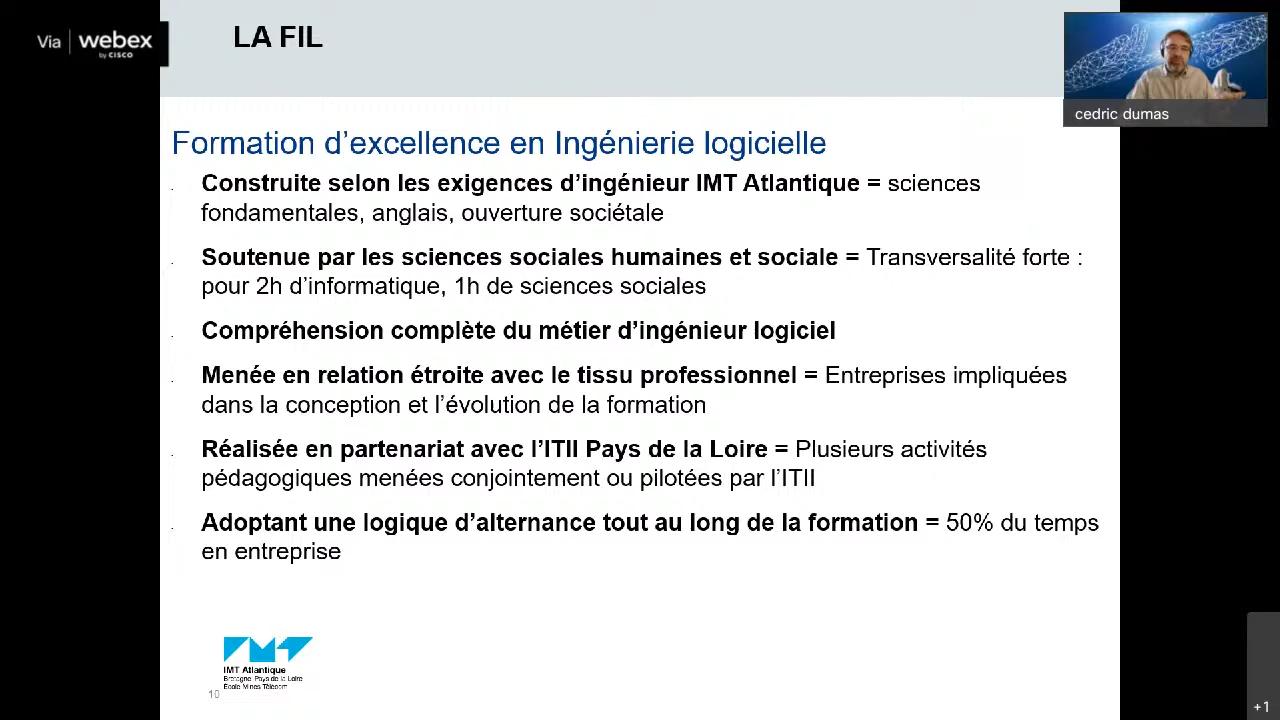 Via webex
by CISCO
LA FIL
cedric dumas
Formation d’excellence en Ingénierie logicielle
Construite selon les exigences d’ingénieur IMT Atlantique = sciences
fondamentales, anglais, ouverture sociétale
Soutenue par les sciences sociales humaines et sociale = Transversalité forte :
pour 2h d’informatique, 1h de sciences sociales
Compréhension complète du métier d’ingénieur logiciel
Menée en relation étroite avec le tissu professionnel = Entreprises impliquées
dans la conception et l’évolution de la formation
Réalisée en partenariat avec l’ITII Pays de la Loire = Plusieurs activités
pédagogiques menées conjointement ou pilotées par l’ITII
Adoptant une logique d’alternance tout au long de la formation = 50% du temps
en entreprise
IMT Atlantique
Bretagne-Pays de la Loire
École Mines-Télécom
10
+1